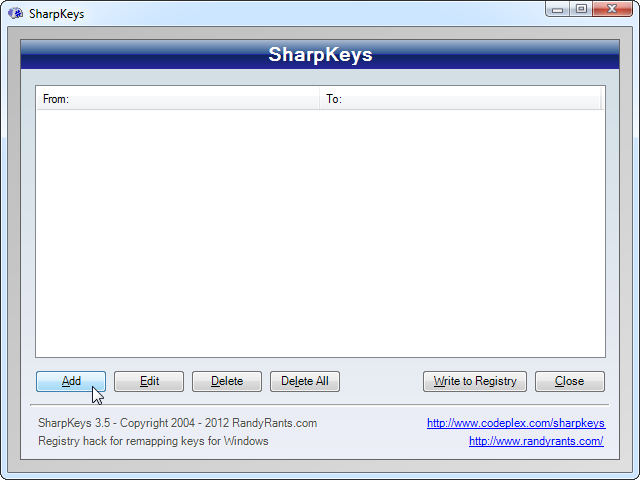 SharpKeys
SharpKeys
From: To:
Add Edit Delete Delete All Write to Registry Close
SharpKeys 3.5 - Copyright 2004 - 2012 RandyRants.com http://www.codeplex.com/sharpkeys
Registry hack for remapping keys for Windows http://www.randyrants.com/